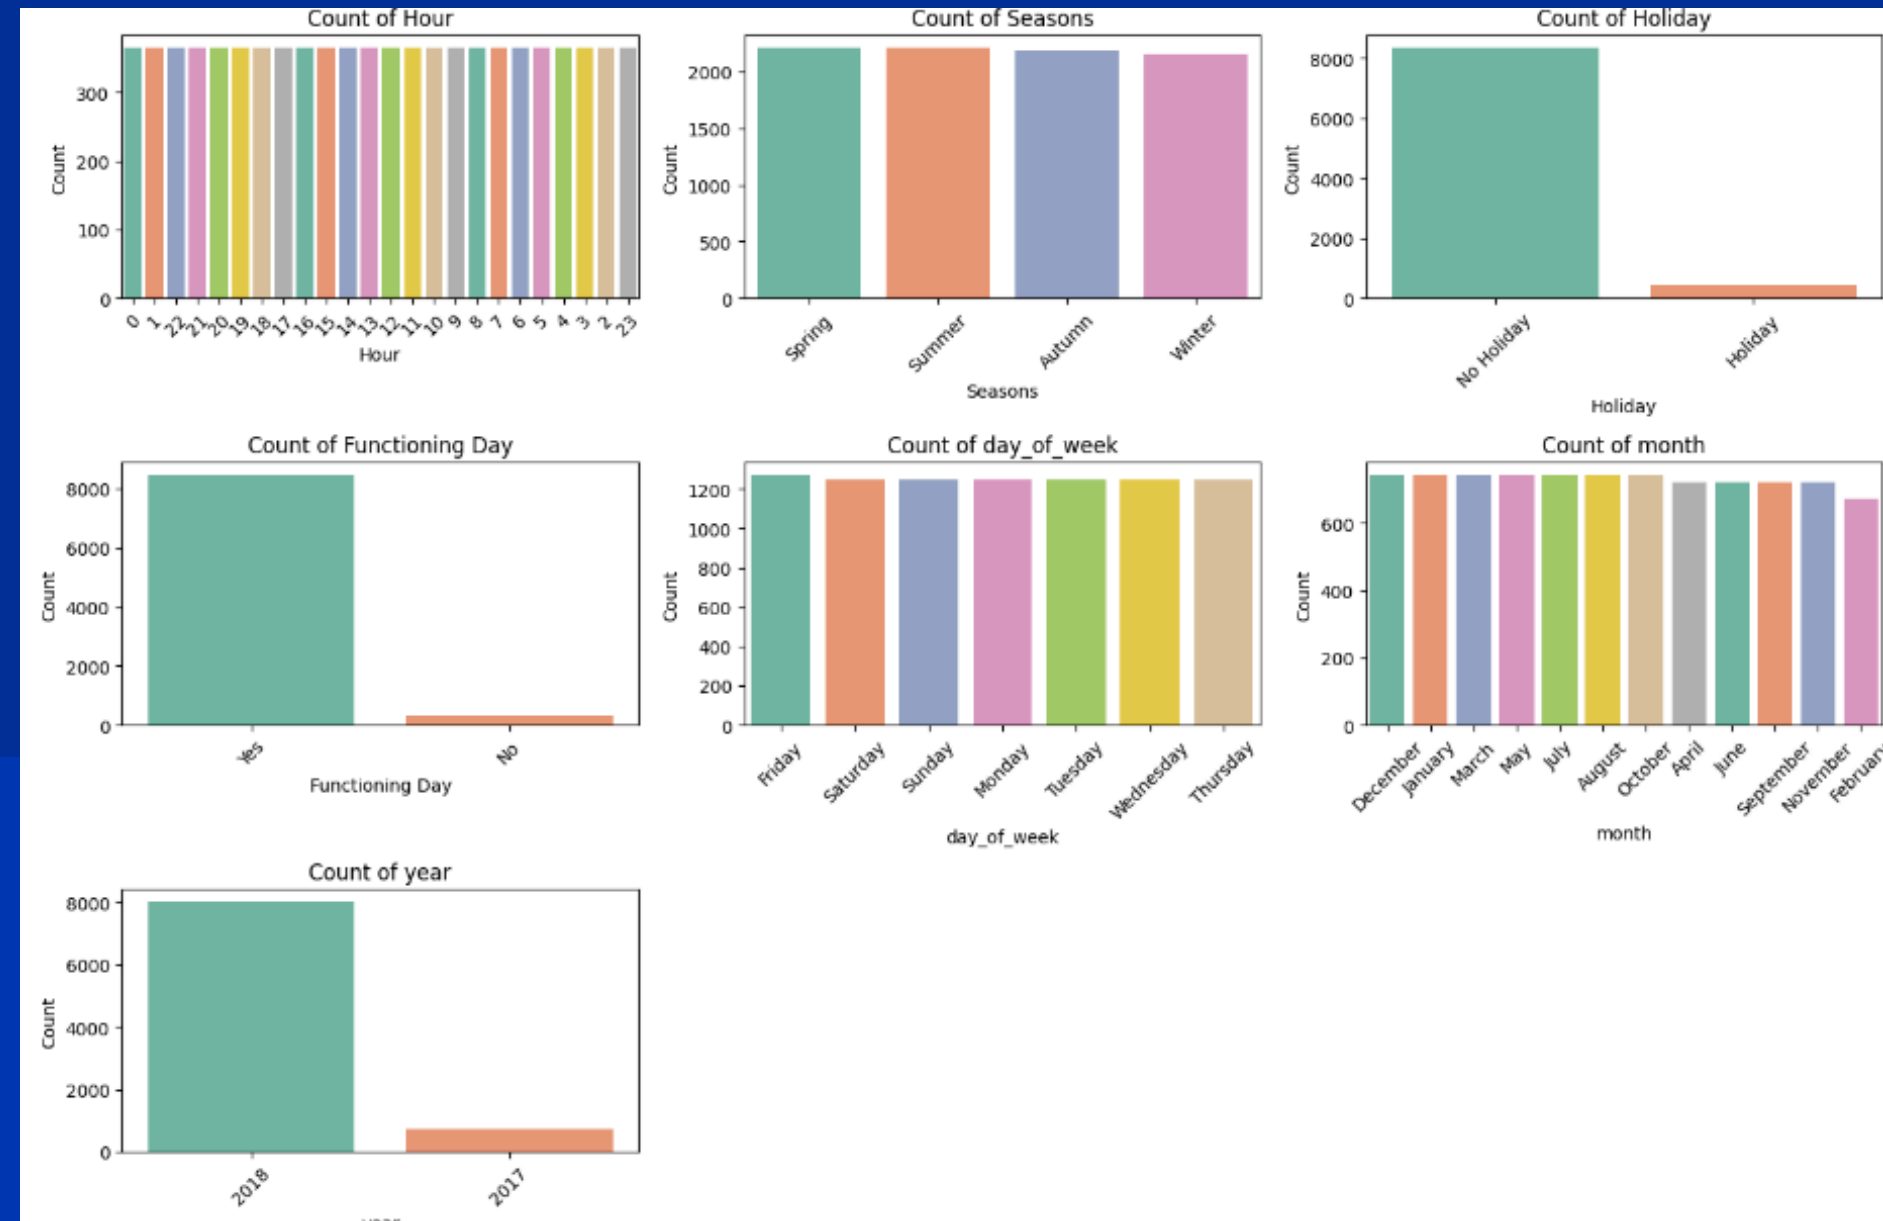 Count of Hour
Count
300
200
100
0
0 1 22 21 20 19 18 17 16 15 14 13 12 11 10 9 8 7 6 5 4 3 2 23
Hour
Count of Seasons
Count
2000
1500
1000
500
0
Spring Summer Autumn Winter
Seasons
Count of Holiday
Count
8000
6000
4000
2000
0
No Holiday Holiday
Holiday
Count of Functioning Day
Count
8000
6000
4000
2000
0
Yes No
Functioning Day
Count of day_of_week
Count
1200
1000
800
600
400
200
0
Friday Saturday Sunday Monday Tuesday Wednesday Thursday
day_of_week
Count of month
Count
600
400
200
0
December January March May July August October April June September November February
month
Count of year
Count
8000
6000
4000
2000
0
2018 2017